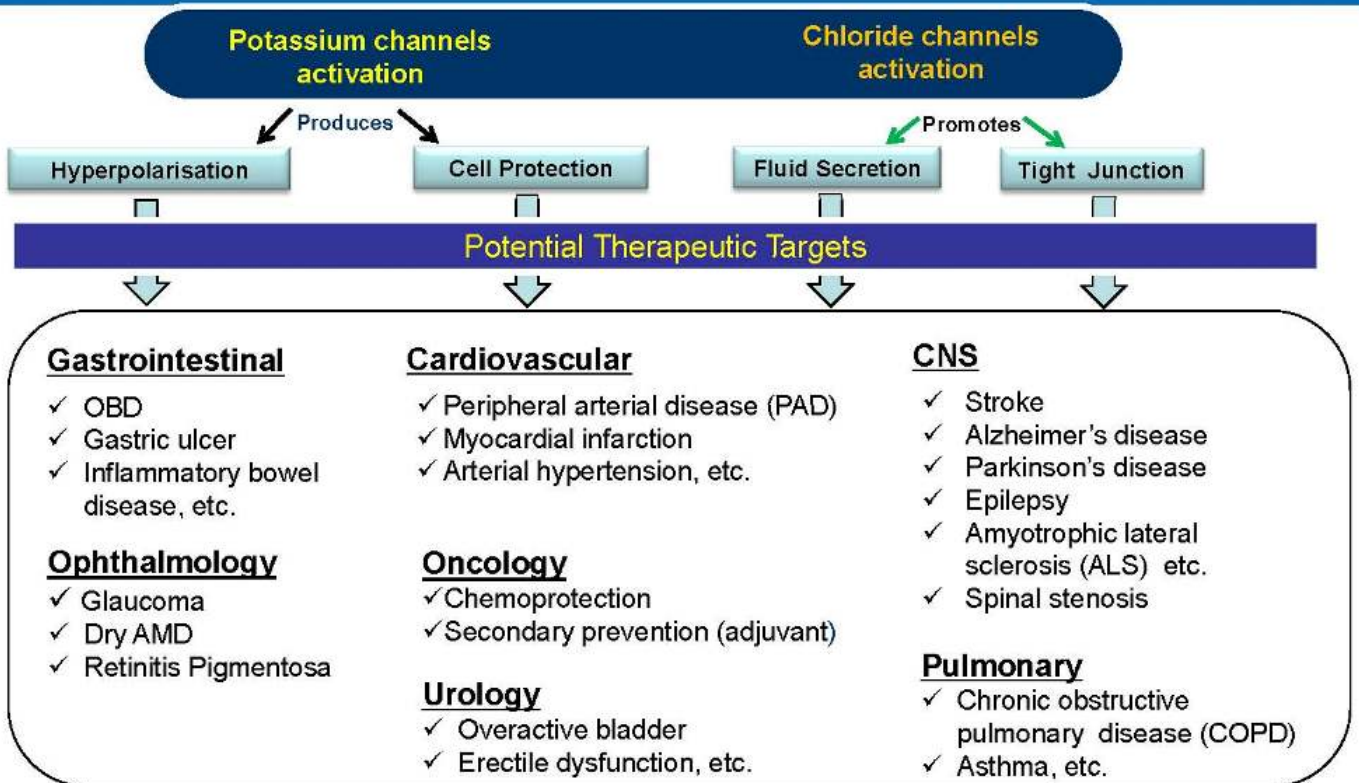 Potassium channels
activation
Chloride channels
activation
Produces
Promotes
Hyperpolarisation
Cell Protection
Fluid Secretion
Tight Junction
Potential Therapeutic Targets
Gastrointestinal
✓ OBD
✓ Gastric ulcer
✓ Inflammatory bowel
disease, etc.
Ophthalmology
✓ Glaucoma
✓ Dry AMD
✓ Retinitis Pigmentosa
Cardiovascular
✓ Peripheral arterial disease (PAD)
✓ Myocardial infarction
✓ Arterial hypertension, etc.
Oncology
✓ Chemoprotection
✓ Secondary prevention (adjuvant)
Urology
✓ Overactive bladder
✓ Erectile dysfunction, etc.
CNS
✓ Stroke
✓ Alzheimer's disease
✓ Parkinson's disease
✓ Epilepsy
✓ Amyotrophic lateral
sclerosis (ALS) etc.
✓ Spinal stenosis
Pulmonary
✓ Chronic obstructive
pulmonary disease (COPD)
✓ Asthma, etc.